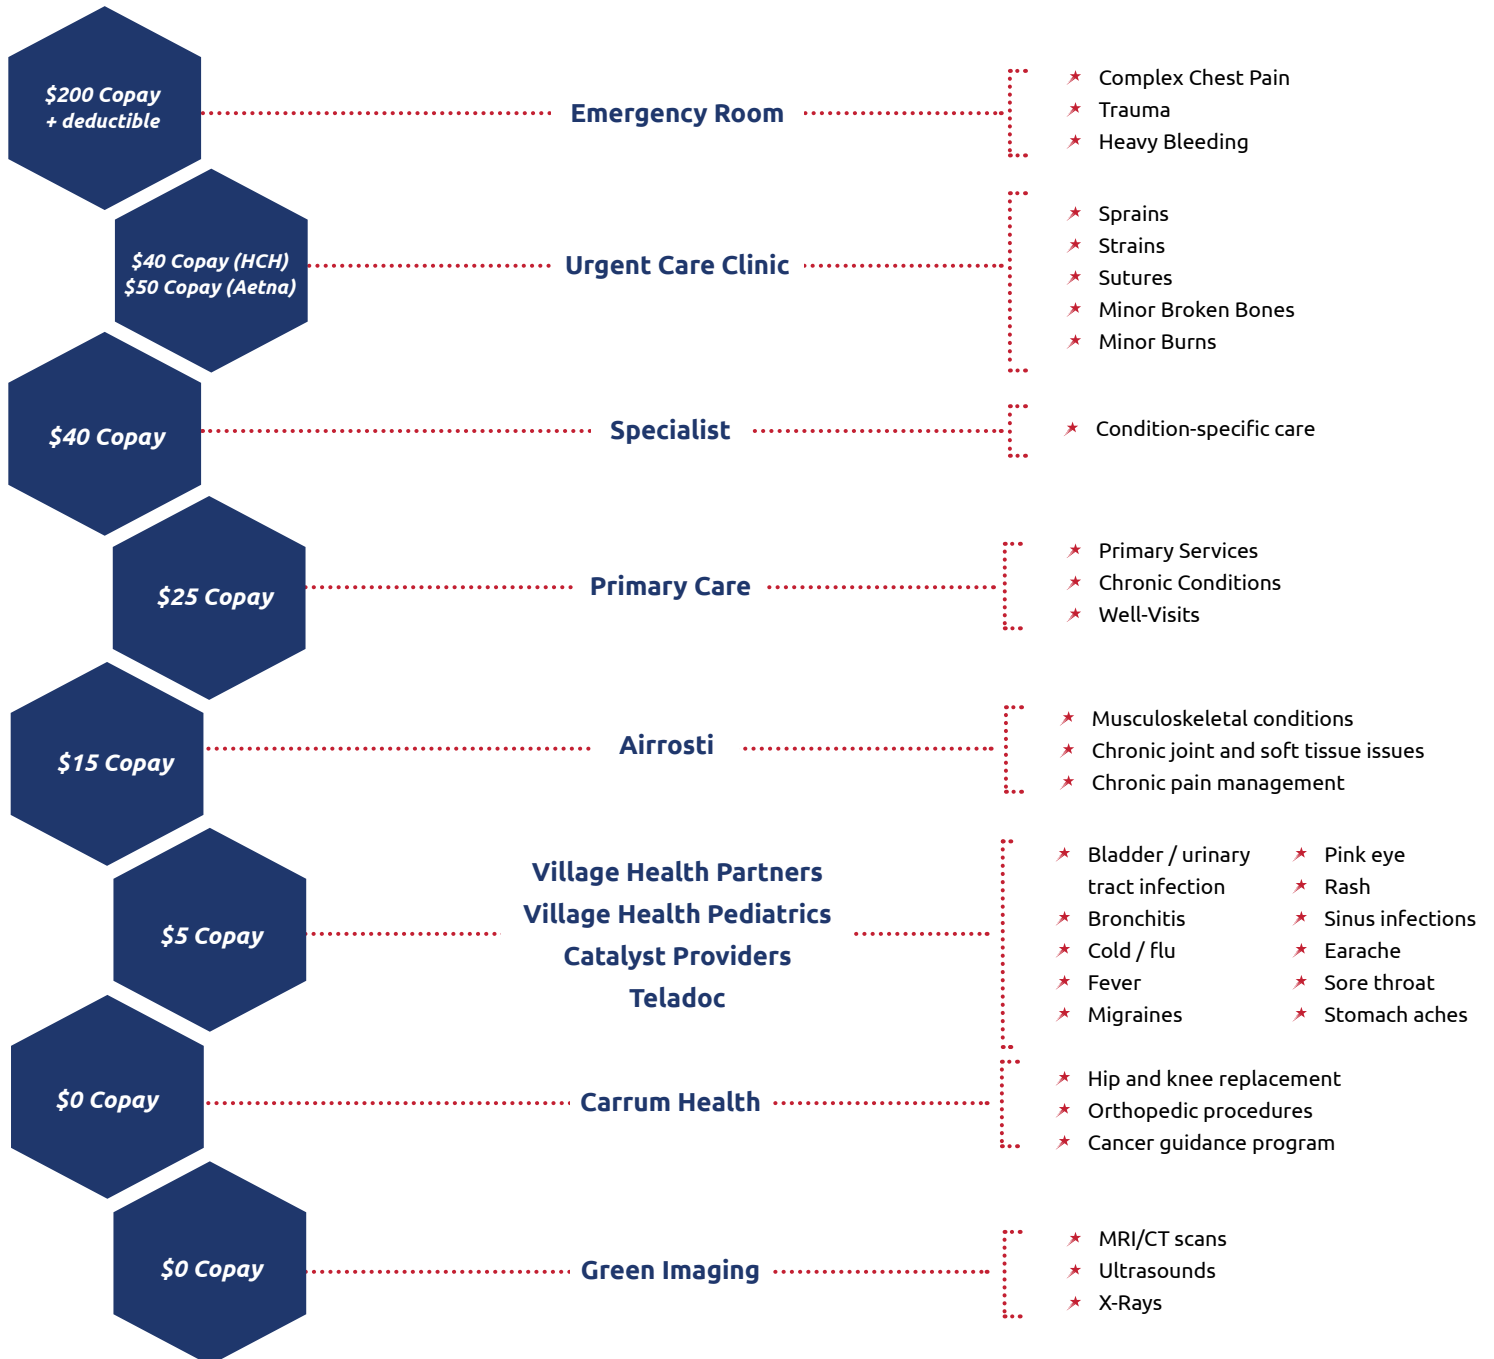 $200 Copay
+ deductible
Emergency Room
Complex Chest Pain
Trauma
Heavy Bleeding
$40 Copay (HCH)
$50 Copay (Aetna)
Urgent Care Clinic
Sprains
Strains
Sutures
Minor Broken Bones
Minor Burns
$40 Copay
Specialist
Condition-specific care
$25 Copay
Primary Care
Primary Services
Chronic Conditions
Well-Visits
$15 Copay
Airrosti
Musculoskeletal conditions
Chronic joint and soft tissue issues
Chronic pain management
$5 Copay
Village Health Partners
Village Health Pediatrics
Catalyst Providers
Teladoc
Bladder / urinary
tract infection
Bronchitis
Cold / flu
Fever
Migraines
Pink eye
Rash
Sinus infections
Earache
Sore throat
Stomach aches
$0 Copay
Carrum Health
Hip and knee replacement
Orthopedic procedures
Cancer guidance program
$0 Copay
Green Imaging
MRI/CT scans
Ultrasounds
X-Rays